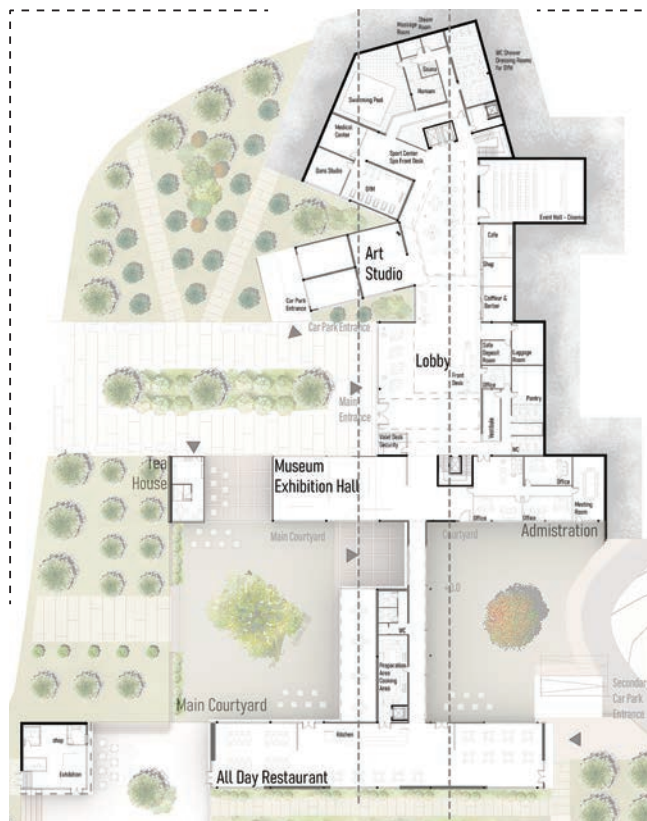 Massage
Room
Steam
Room
WC Shower
Dressing Rooms
for GYM
Sauna
Hamam
Swimming Pool
Medical
Center
Sport Center
Spa Front Desk
Guns Studio
GYM
Event Hall - Cinema
Cafe
Shop
Coiffeur &
Barber
Art
Studio
Car Park
Entrance
Car Park Entrance
Lobby
Safe
Deposit
Room
Luggage
Room
Front
Desk
Office
Pantry
Main
Entrance
Vestibule
Valet Desk
Security
WC
Tea
House
Museum
Exhibition Hall
Office
Meeting
Room
Office
Office
Admistration
Main Courtyard
Courtyard
WC
Preparation
Area
Cooking
Area
Secondary
Car Park
Entrance
Main Courtyard
shop
Exhibition
Kitchen
All Day Restaurant